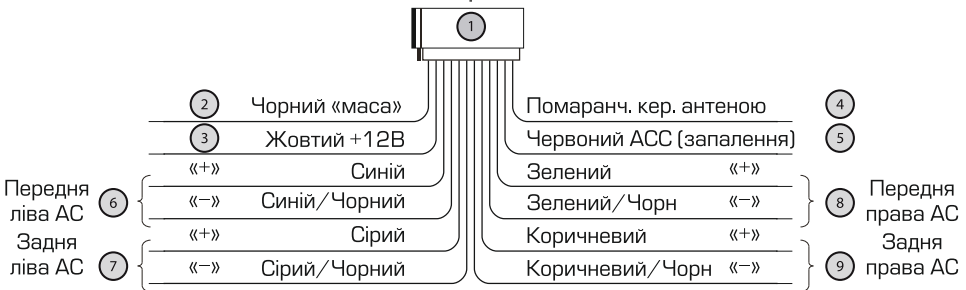 1
2 Чорний «маса» Помаранч. кер. антеною 4
3 Жовтий +12В Червоний АСС (запалення) 5
«+» Синій Зелений «+»
Передня ліва АС 6 «–» Синій/Чорний Зелений/Чорн «–» 8 Передня права АС
«+» Сірий Коричневий «+»
Задня ліва АС 7 «–» Сірий/Чорний Коричневий/Чорн «–» 9 Задня права АС